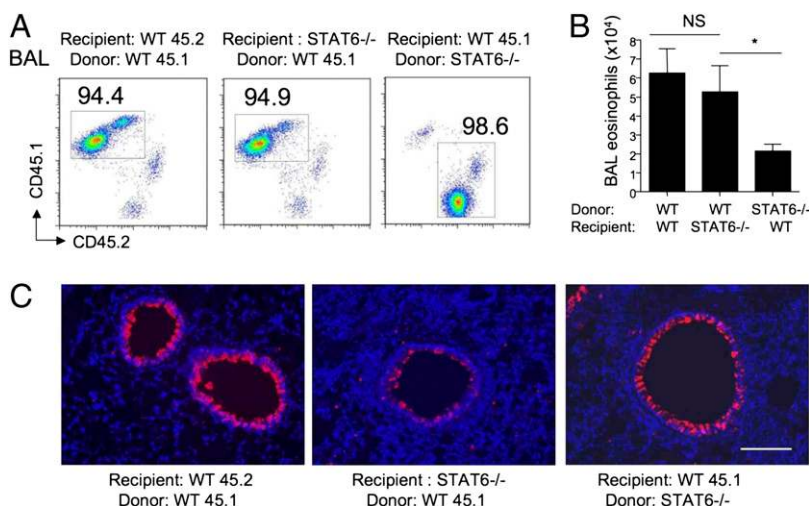 A
BAL
Recipient: WT 45.2
Donor: WT 45.1
Recipient : STAT6-/-
Donor: WT 45.1
Recipient: WT 45.1
Donor: STAT6-/-
94.4
94.9
98.6
CD45.1
CD45.2
B
NS
*
BAL eosinophils (x10⁴)
8
7
6
5
4
3
2
1
0
Donor: WT WT STAT6-/-
Recipient: WT STAT6-/- WT
C
Recipient: WT 45.2
Donor: WT 45.1
Recipient : STAT6-/-
Donor: WT 45.1
Recipient: WT 45.1
Donor: STAT6-/-